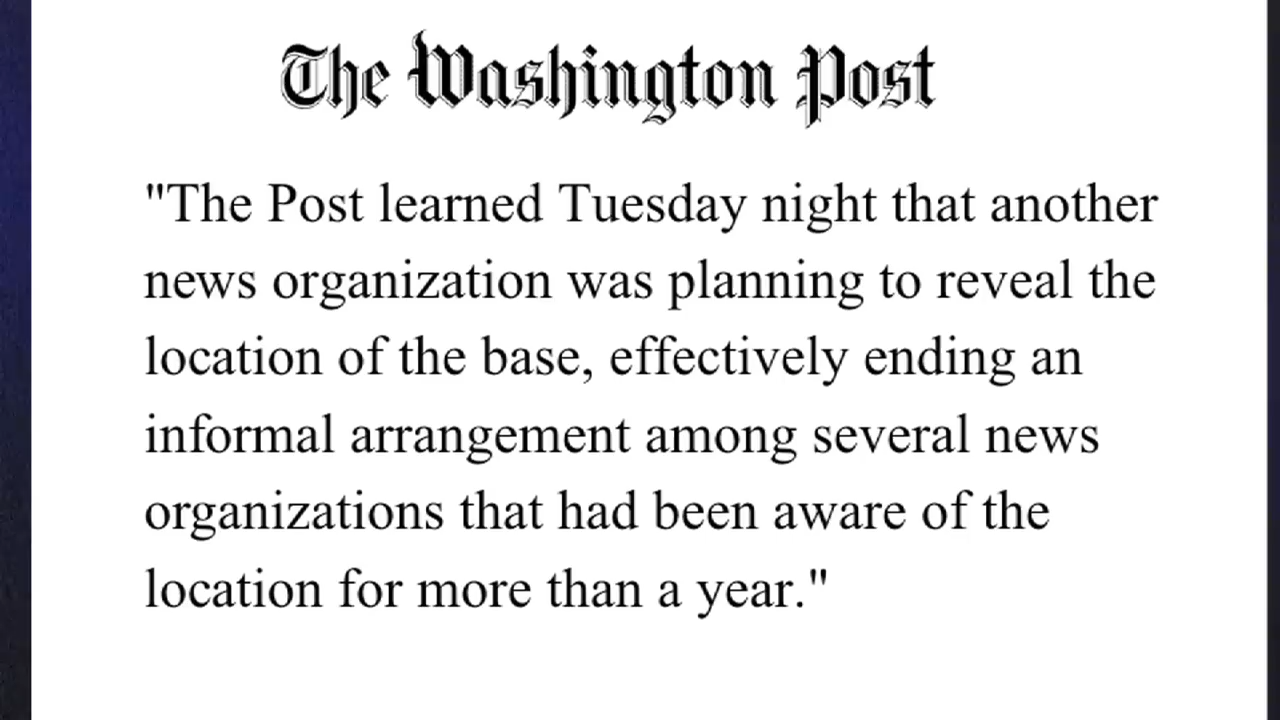 The Washington Post
"The Post learned Tuesday night that another
news organization was planning to reveal the
location of the base, effectively ending an
informal arrangement among several news
organizations that had been aware of the
location for more than a year."